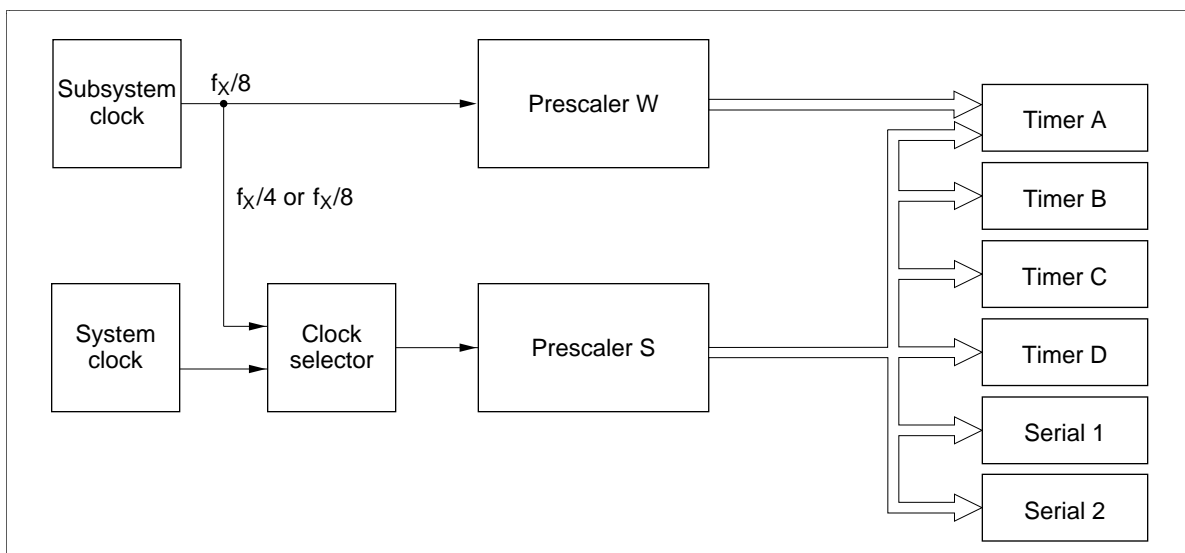 Subsystem
clock
fX/8
Prescaler W
Timer A
Timer B
fX/4 or fX/8
Timer C
System
clock
Clock
selector
Prescaler S
Timer D
Serial 1
Serial 2